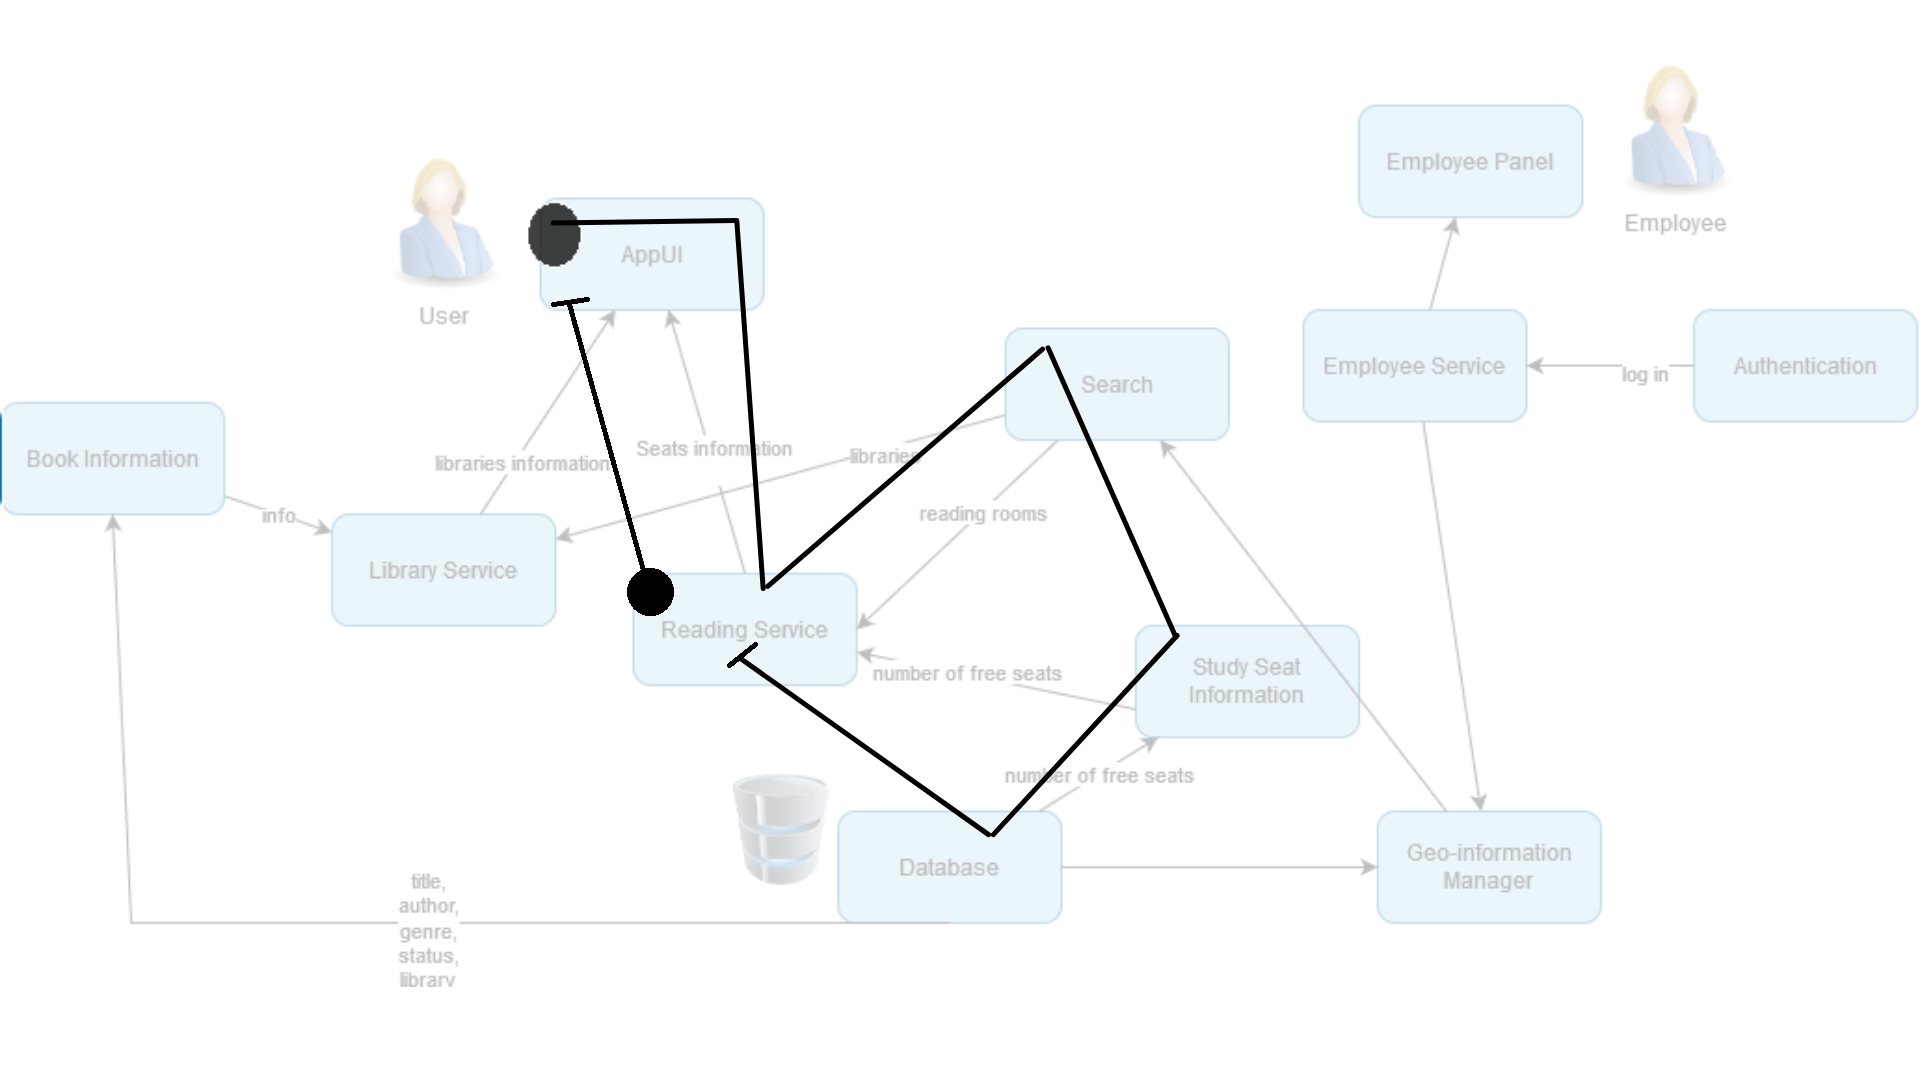 Employee Panel
Employee
AppUI
User
Search
Employee Service
log in
Authentication
Book Information
libraries information
Seats information
libraries
info
reading rooms
Library Service
Reading Service
number of free seats
Study Seat
Information
number of free seats
Database
Geo-information
Manager
title,
author,
genre,
status,
library